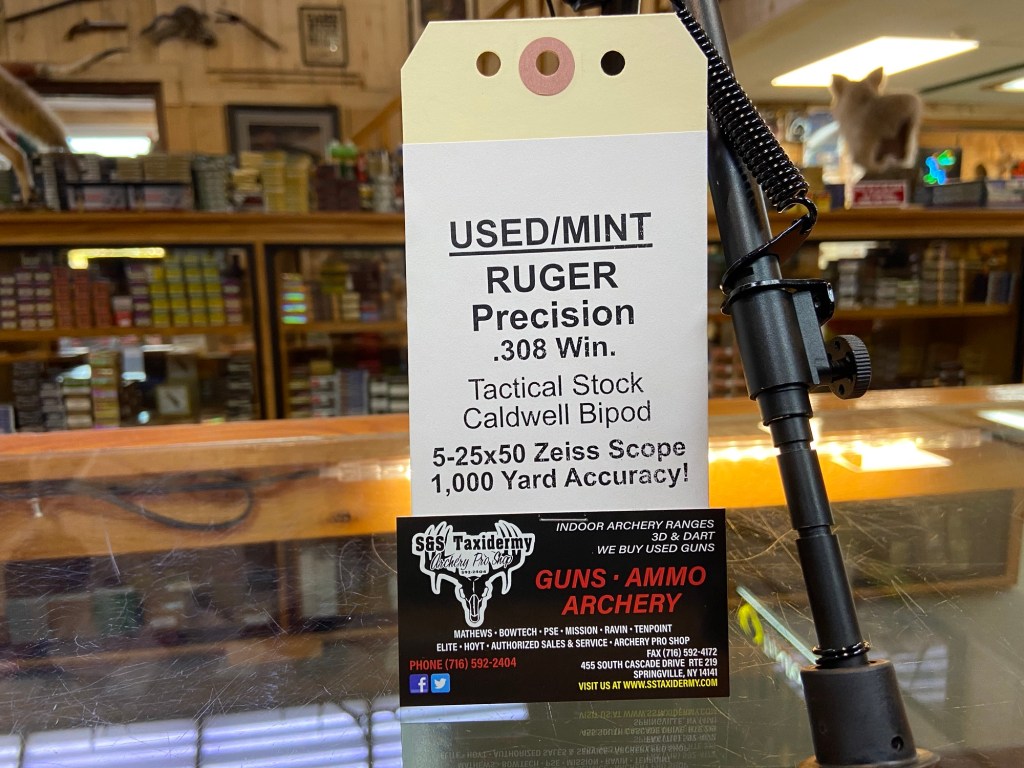 USED/MINT
RUGER
Precision
.308 Win.
Tactical Stock
Caldwell Bipod
5-25x50 Zeiss Scope
1,000 Yard Accuracy!
S&S Taxidermy
Archery Pro Shop
INDOOR ARCHERY RANGES
3D & DART
WE BUY USED GUNS
GUNS · AMMO
ARCHERY
MATHEWS • BOWTECH • PSE • MISSION • RAVIN • TENPOINT
ELITE • HOYT • AUTHORIZED SALES & SERVICE • ARCHERY PRO SHOP
PHONE (716) 592-2404
FAX (716) 592-4172
455 SOUTH CASCADE DRIVE RTE 219
SPRINGVILLE, NY 14141
VISIT US AT WWW.SSTAXIDERMY.COM